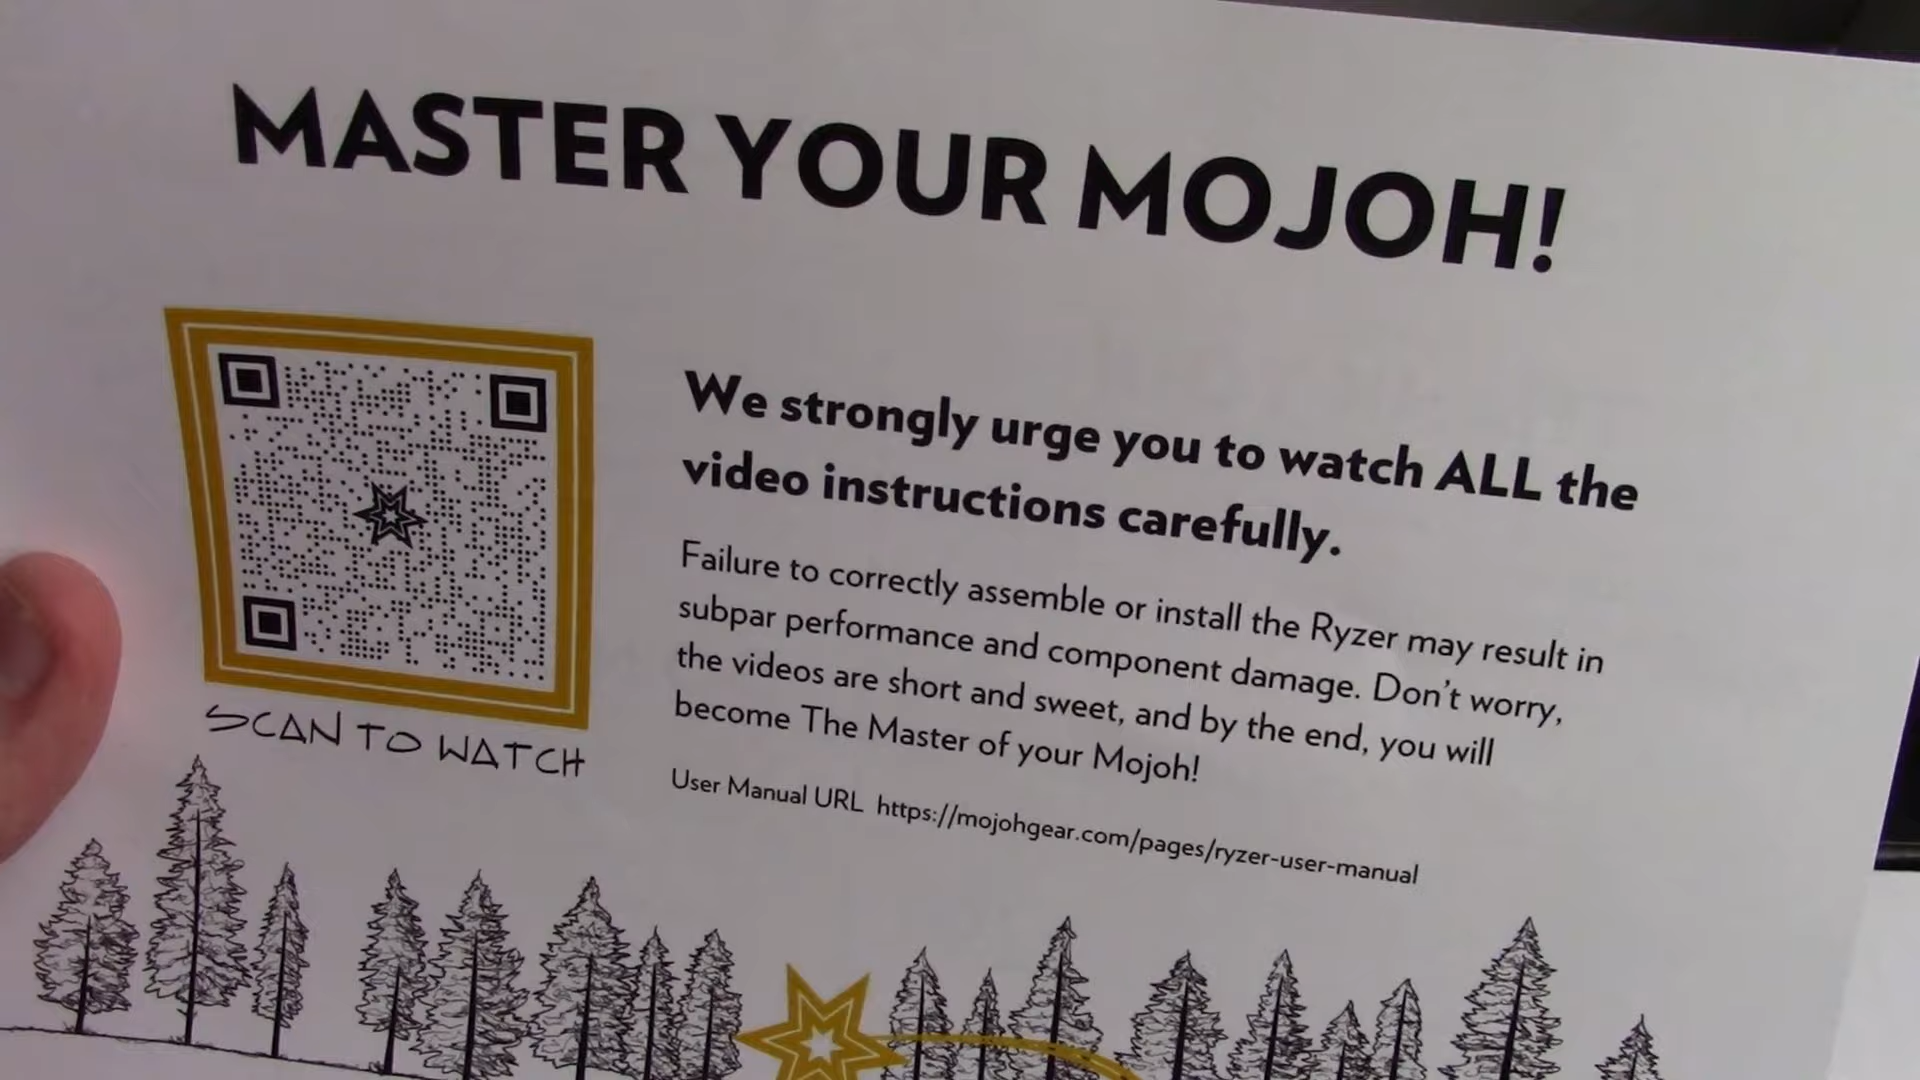 MASTER YOUR MOJOH!
We strongly urge you to watch ALL the
video instructions carefully.
Failure to correctly assemble or install the Ryzer may result in
subpar performance and component damage. Don't worry,
the videos are short and sweet, and by the end, you will
become The Master of your Mojoh!
User Manual URL https://mojohgear.com/pages/ryzer-user-manual
SCAN TO WATCH